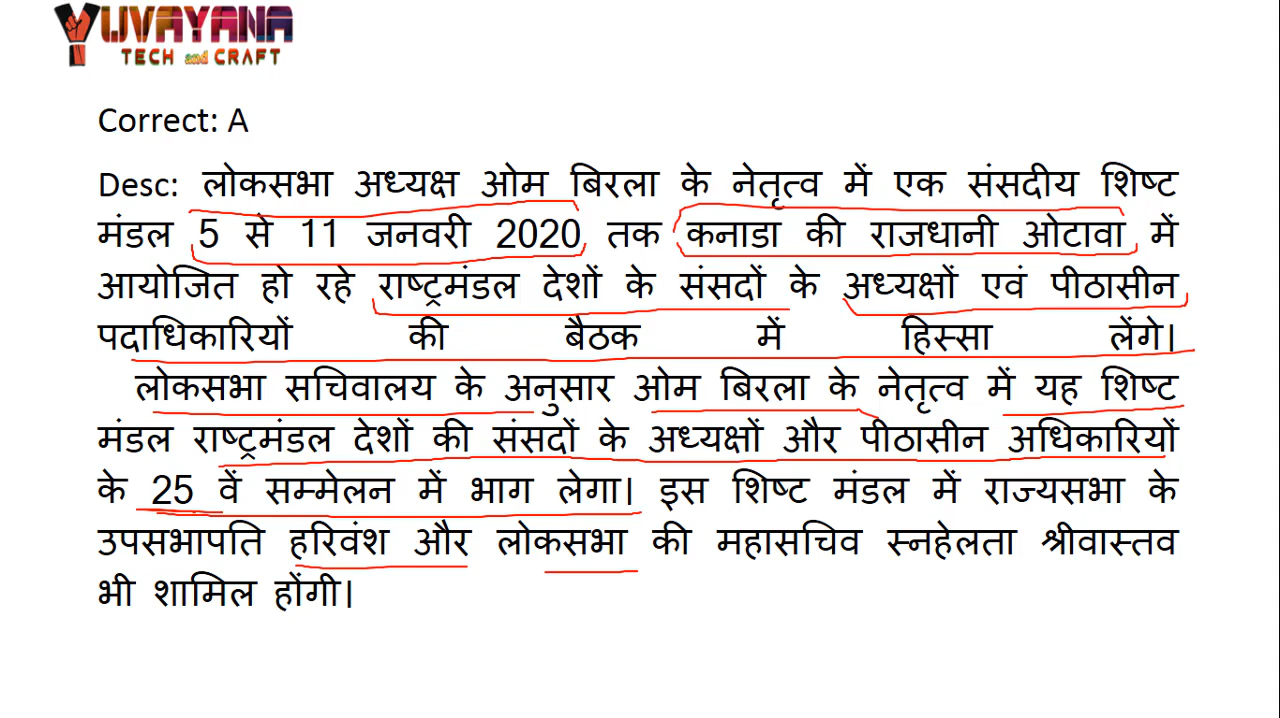 YUVAYANA
TECH and CRAFT
Correct: A
Desc: लोकसभा अध्यक्ष ओम बिरला के नेतृत्व में एक संसदीय शिष्ट
मंडल 5 से 11 जनवरी 2020 तक कनाडा की राजधानी ओटावा में
आयोजित हो रहे राष्ट्रमंडल देशों के संसदों के अध्यक्षों एवं पीठासीन
पदाधिकारियों की बैठक में हिस्सा लेंगे।
लोकसभा सचिवालय के अनुसार ओम बिरला के नेतृत्व में यह शिष्ट
मंडल राष्ट्रमंडल देशों की संसदों के अध्यक्षों और पीठासीन अधिकारियों
के 25 वें सम्मेलन में भाग लेगा। इस शिष्ट मंडल में राज्यसभा के
उपसभापति हरिवंश और लोकसभा की महासचिव स्नहेलता श्रीवास्तव
भी शामिल होंगी।